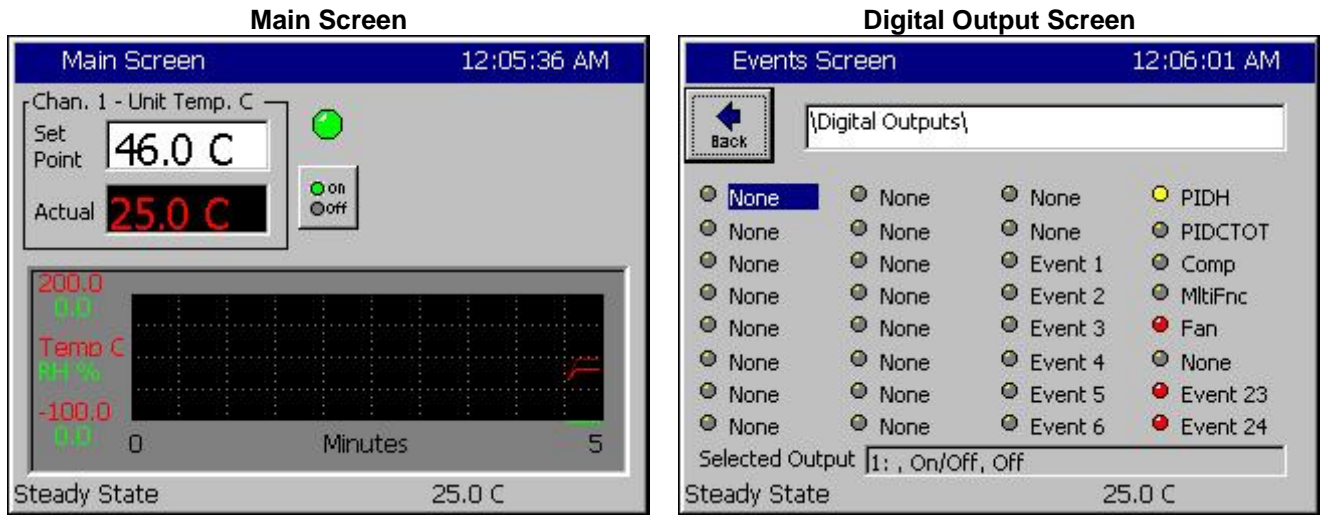 Main Screen
Main Screen 12:05:36 AM
Chan. 1 - Unit Temp. C
Set
Point
46.0 C
on
off
Actual 25.0 C
200.0
0.0
Temp C
RH %
-100.0
0.0
0 Minutes 5
Steady State 25.0 C
Digital Output Screen
Events Screen 12:06:01 AM
Back
\Digital Outputs\
None None None PIDH
None None None PIDCTOT
None None Event 1 Comp
None None Event 2 MltiFnc
None None Event 3 Fan
None None Event 4 None
None None Event 5 Event 23
None None Event 6 Event 24
Selected Output 1: , On/Off, Off
Steady State 25.0 C